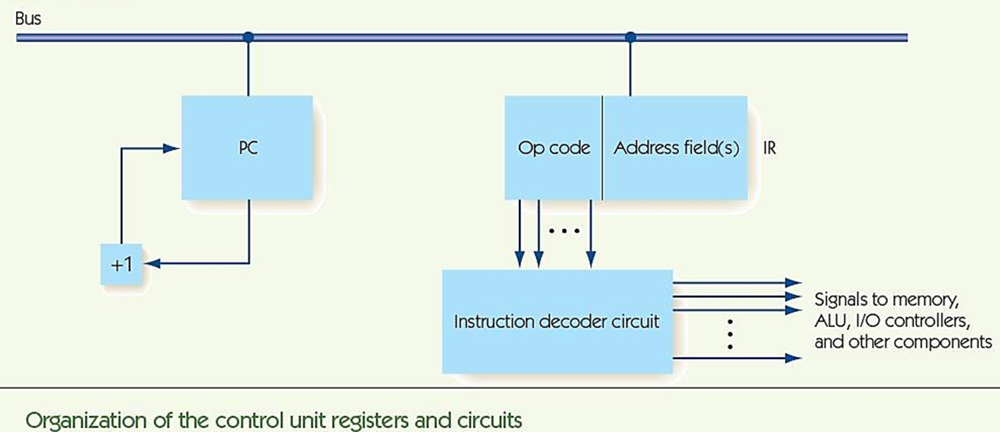 Bus
PC
Op code
Address field(s)
IR
+1
Instruction decoder circuit
Signals to memory,
ALU, I/O controllers,
and other components
Organization of the control unit registers and circuits